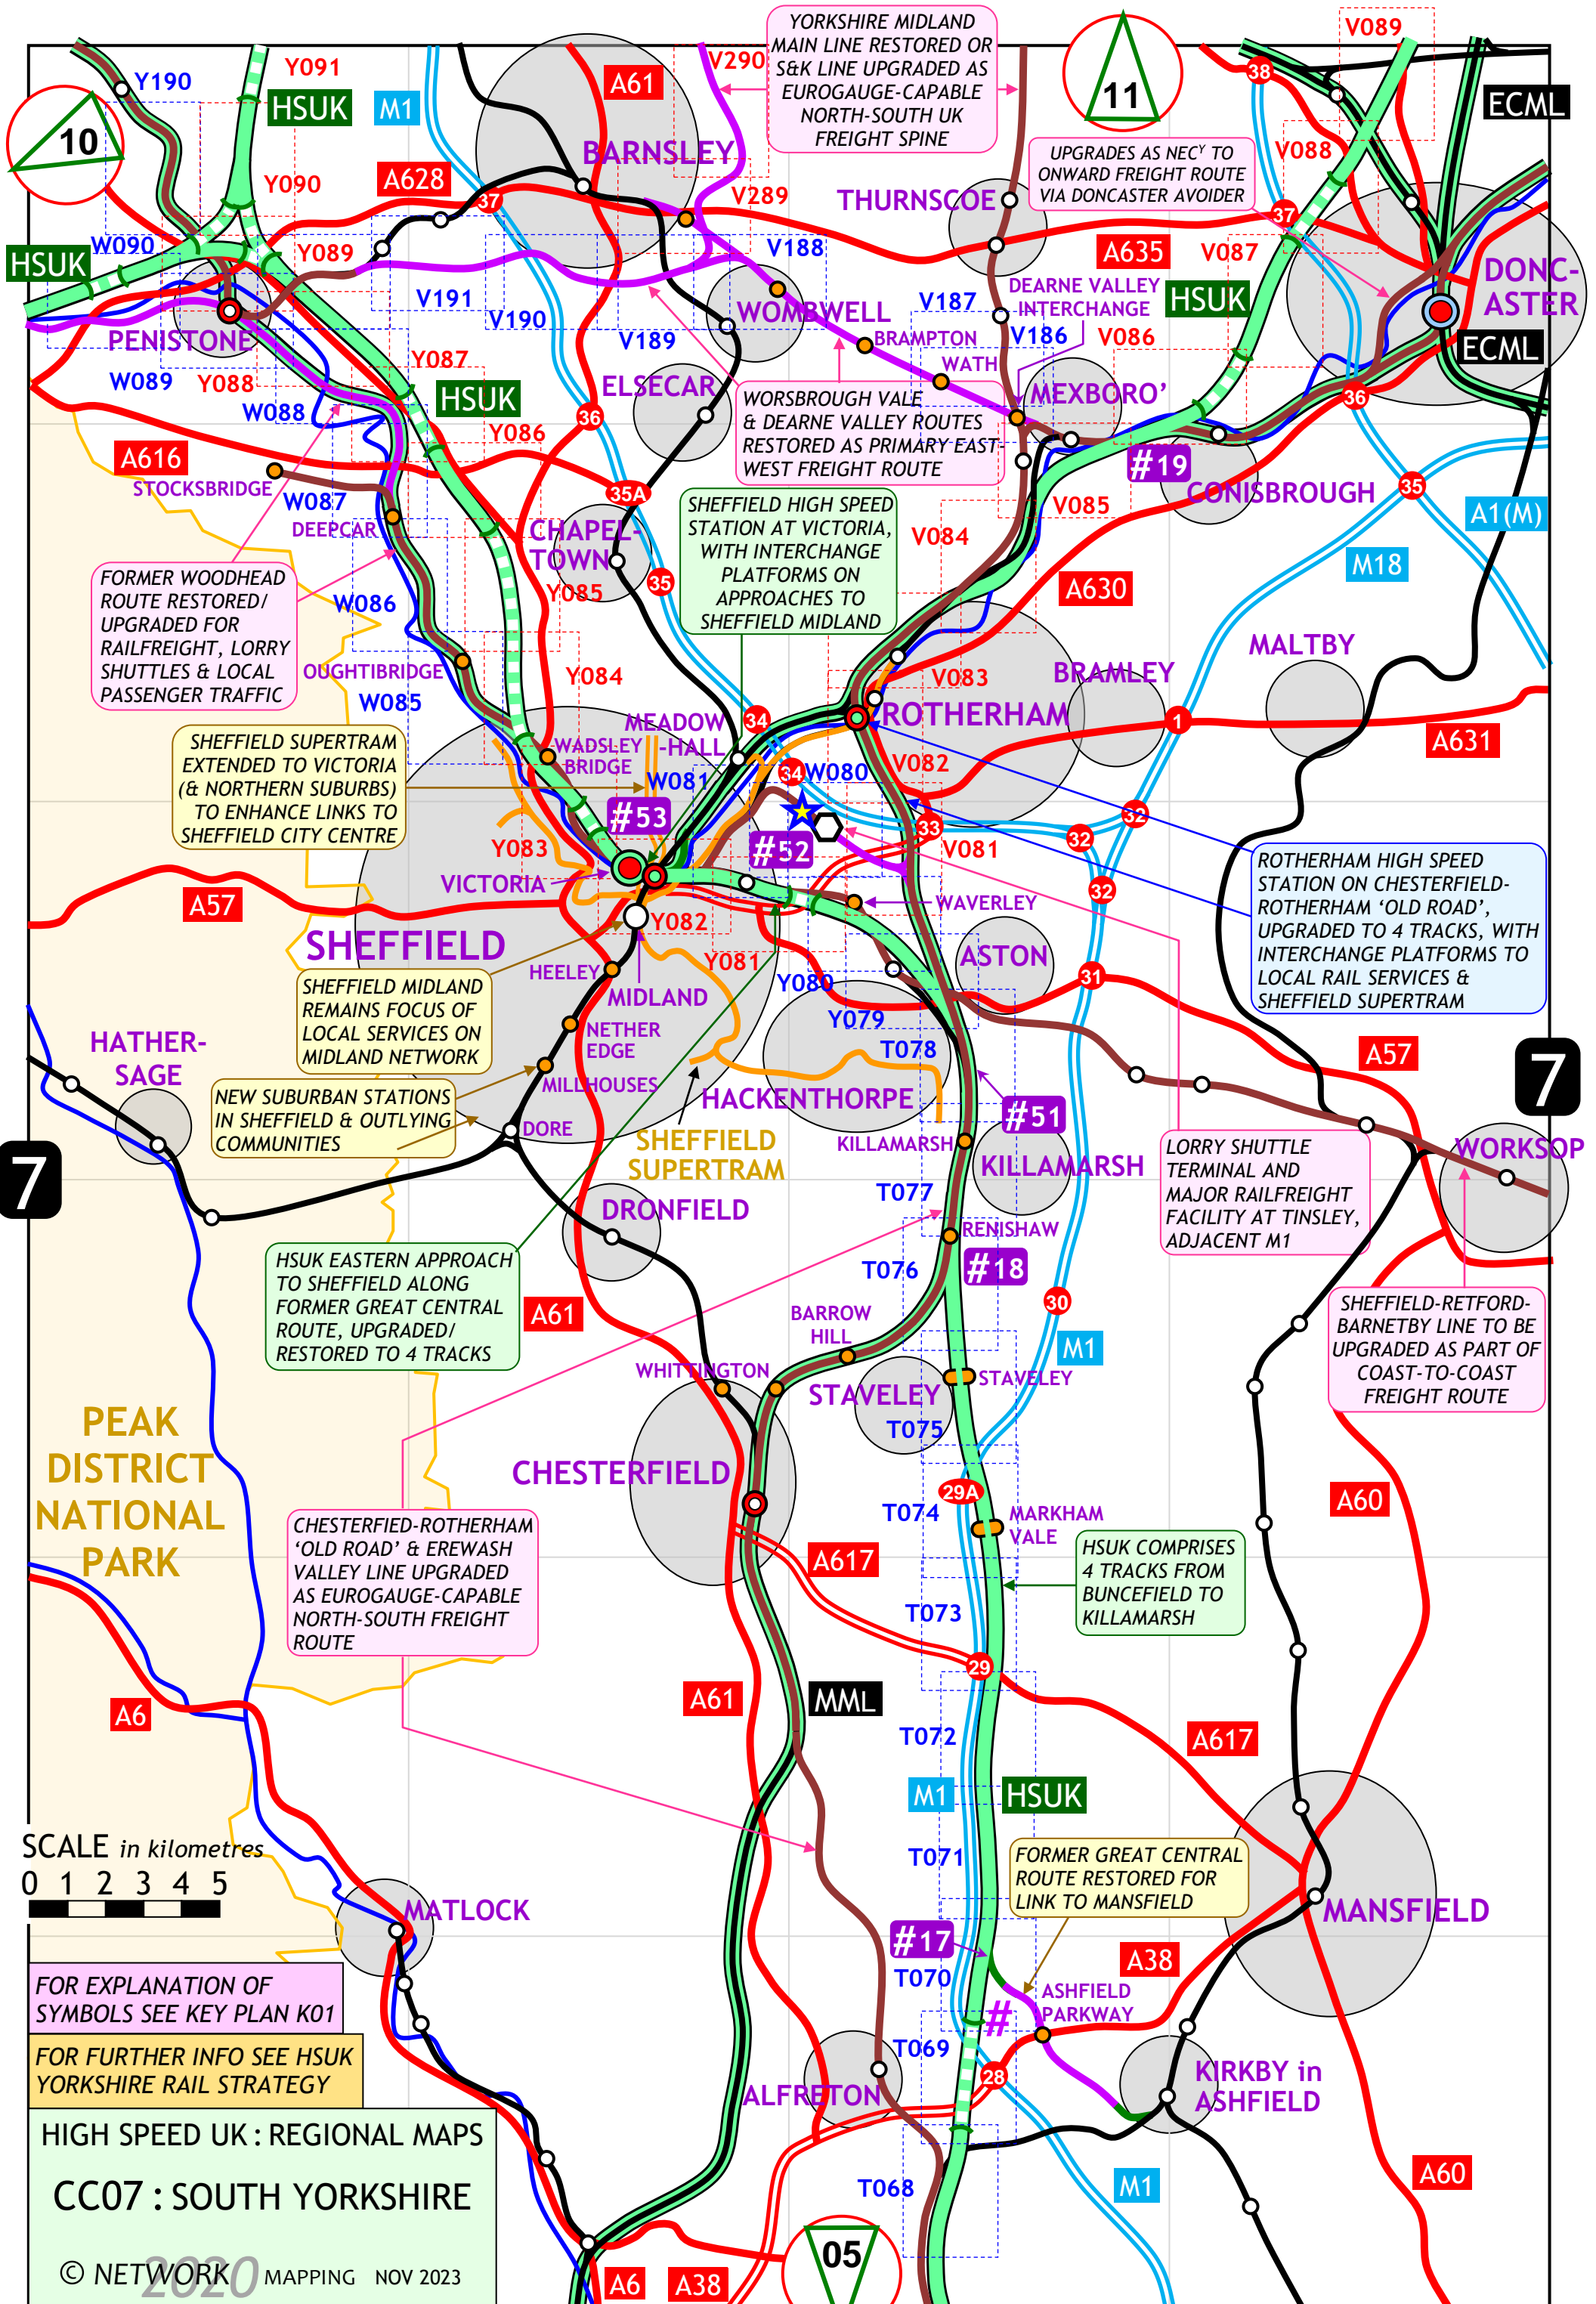 YORKSHIRE MIDLAND
MAIN LINE RESTORED OR
S&K LINE UPGRADED AS
EUROGAUGE-CAPABLE
NORTH-SOUTH UK
FREIGHT SPINE
V089
V290
A61
Y091
Y190
HSUK
M1
10
11
38
ECML
BARNSLEY
UPGRADES AS NECY TO
ONWARD FREIGHT ROUTE
VIA DONCASTER AVOIDER
V088
A628
Y090
37
V289
THURNSCOE
37
W090
HSUK
Y089
V188
A635
V087
DONC-
ASTER
V191
V190
V189
WOMBWELL
V187
DEARNE VALLEY
INTERCHANGE
HSUK
V186
V086
PENISTONE
BRAMPTON
WATH
ECML
W089
Y088
Y087
HSUK
ELSECAR
MEXBORO'
36
W088
36
WORSBROUGH VALE
& DEARNE VALLEY ROUTES
RESTORED AS PRIMARY EAST-
WEST FREIGHT ROUTE
Y086
A616
STOCKSBRIDGE
W087
35A
#19
CONISBROUGH
35
A1(M)
DEEPCAR
CHAPEL-
TOWN
SHEFFIELD HIGH SPEED
STATION AT VICTORIA,
WITH INTERCHANGE
PLATFORMS ON
APPROACHES TO
SHEFFIELD MIDLAND
V085
V084
M18
FORMER WOODHEAD
ROUTE RESTORED/
UPGRADED FOR
RAILFREIGHT, LORRY
SHUTTLES & LOCAL
PASSENGER TRAFFIC
W086
Y085
35
A630
OUGHTIBRIDGE
W085
Y084
V083
BRAMLEY
MALTBY
SHEFFIELD SUPERTRAM
EXTENDED TO VICTORIA
(& NORTHERN SUBURBS)
TO ENHANCE LINKS TO
SHEFFIELD CITY CENTRE
MEADOW
-HALL
34
ROTHERHAM
1
A631
WADSLEY
BRIDGE
W081
34
W080
V082
#53
33
32
32
Y083
#52
V081
VICTORIA
ROTHERHAM HIGH SPEED
STATION ON CHESTERFIELD-
ROTHERHAM ‘OLD ROAD’,
UPGRADED TO 4 TRACKS, WITH
INTERCHANGE PLATFORMS TO
LOCAL RAIL SERVICES &
SHEFFIELD SUPERTRAM
32
A57
WAVERLEY
Y082
SHEFFIELD
Y081
ASTON
HEELEY
Y080
31
SHEFFIELD MIDLAND
REMAINS FOCUS OF
LOCAL SERVICES ON
MIDLAND NETWORK
MIDLAND
Y079
NETHER
EDGE
T078
HATHER-
SAGE
A57
7
MILLHOUSES
NEW SUBURBAN STATIONS
IN SHEFFIELD & OUTLYING
COMMUNITIES
HACKENTHORPE
#51
DORE
SHEFFIELD
SUPERTRAM
KILLAMARSH
KILLAMARSH
LORRY SHUTTLE
TERMINAL AND
MAJOR RAILFREIGHT
FACILITY AT TINSLEY,
ADJACENT M1
WORKSOP
7
T077
DRONFIELD
RENISHAW
HSUK EASTERN APPROACH
TO SHEFFIELD ALONG
FORMER GREAT CENTRAL
ROUTE, UPGRADED/
RESTORED TO 4 TRACKS
T076
#18
A61
BARROW
HILL
30
M1
SHEFFIELD-RETFORD-
BARNETBY LINE TO BE
UPGRADED AS PART OF
COAST-TO-COAST
FREIGHT ROUTE
WHITTINGTON
STAVELEY
STAVELEY
PEAK
DISTRICT
NATIONAL
PARK
T075
CHESTERFIELD
29A
A60
T074
MARKHAM
VALE
CHESTERFIED-ROTHERHAM
‘OLD ROAD’ & EREWASH
VALLEY LINE UPGRADED
AS EUROGAUGE-CAPABLE
NORTH-SOUTH FREIGHT
ROUTE
A617
HSUK COMPRISES
4 TRACKS FROM
BUNCEFIELD TO
KILLAMARSH
T073
29
A6
A61
MML
T072
A617
M1
HSUK
SCALE in kilometres
0 1 2 3 4 5
T071
FORMER GREAT CENTRAL
ROUTE RESTORED FOR
LINK TO MANSFIELD
MATLOCK
MANSFIELD
#17
A38
FOR EXPLANATION OF
SYMBOLS SEE KEY PLAN K01
T070
#
ASHFIELD
PARKWAY
FOR FURTHER INFO SEE HSUK
YORKSHIRE RAIL STRATEGY
T069
28
ALFRETON
KIRKBY in
ASHFIELD
HIGH SPEED UK : REGIONAL MAPS
CC07 : SOUTH YORKSHIRE
T068
M1
A60
© NETWORK 2020 MAPPING NOV 2023
05
A6
A38